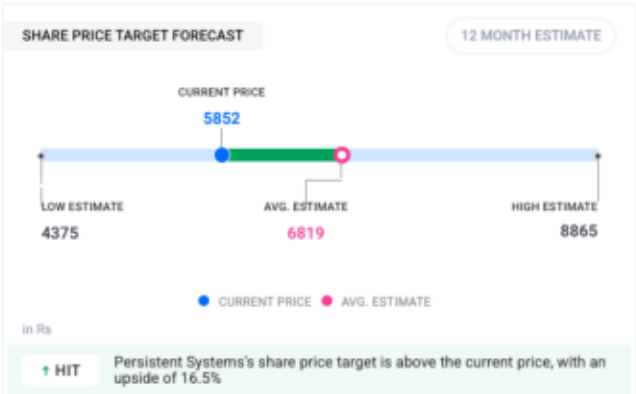 SHARE PRICE TARGET FORECAST
12 MONTH ESTIMATE
CURRENT PRICE
5852
LOW ESTIMATE
AVG. ESTIMATE
HIGH ESTIMATE
4375
6819
8865
CURRENT PRICE
AVG. ESTIMATE
in Rs
↑ HIT
Persistent Systems's share price target is above the current price, with an
upside of 16.5%